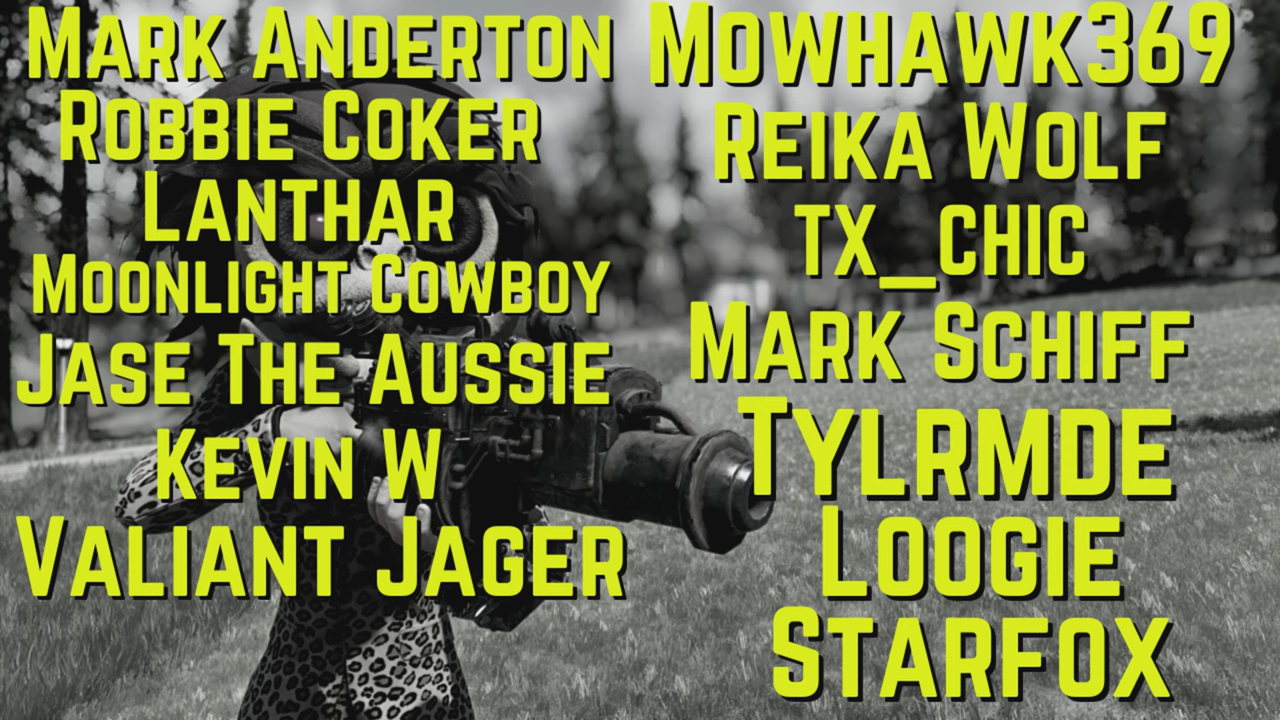 Mark Anderton
Robbie Coker
Lanthar
Moonlight Cowboy
Jase The Aussie
Kevin W
Valiant Jager
Mowhawk369
Reika Wolf
TX_CHIC
Mark Schiff
Tylrmde
Loogie
Starfox